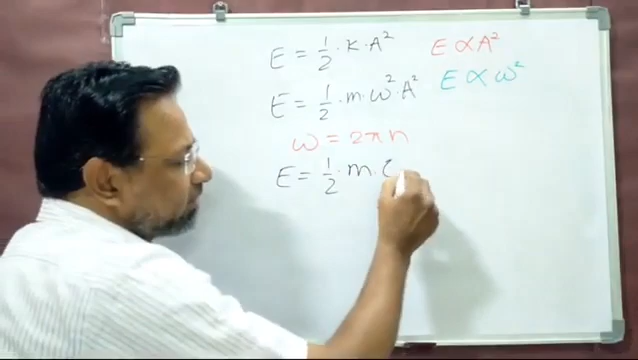 E = 1/2 · K · A² E ∝ A²
E = 1/2 · m · ω² · A² E ∝ ω²
ω = 2πn
E = 1/2 · m · (